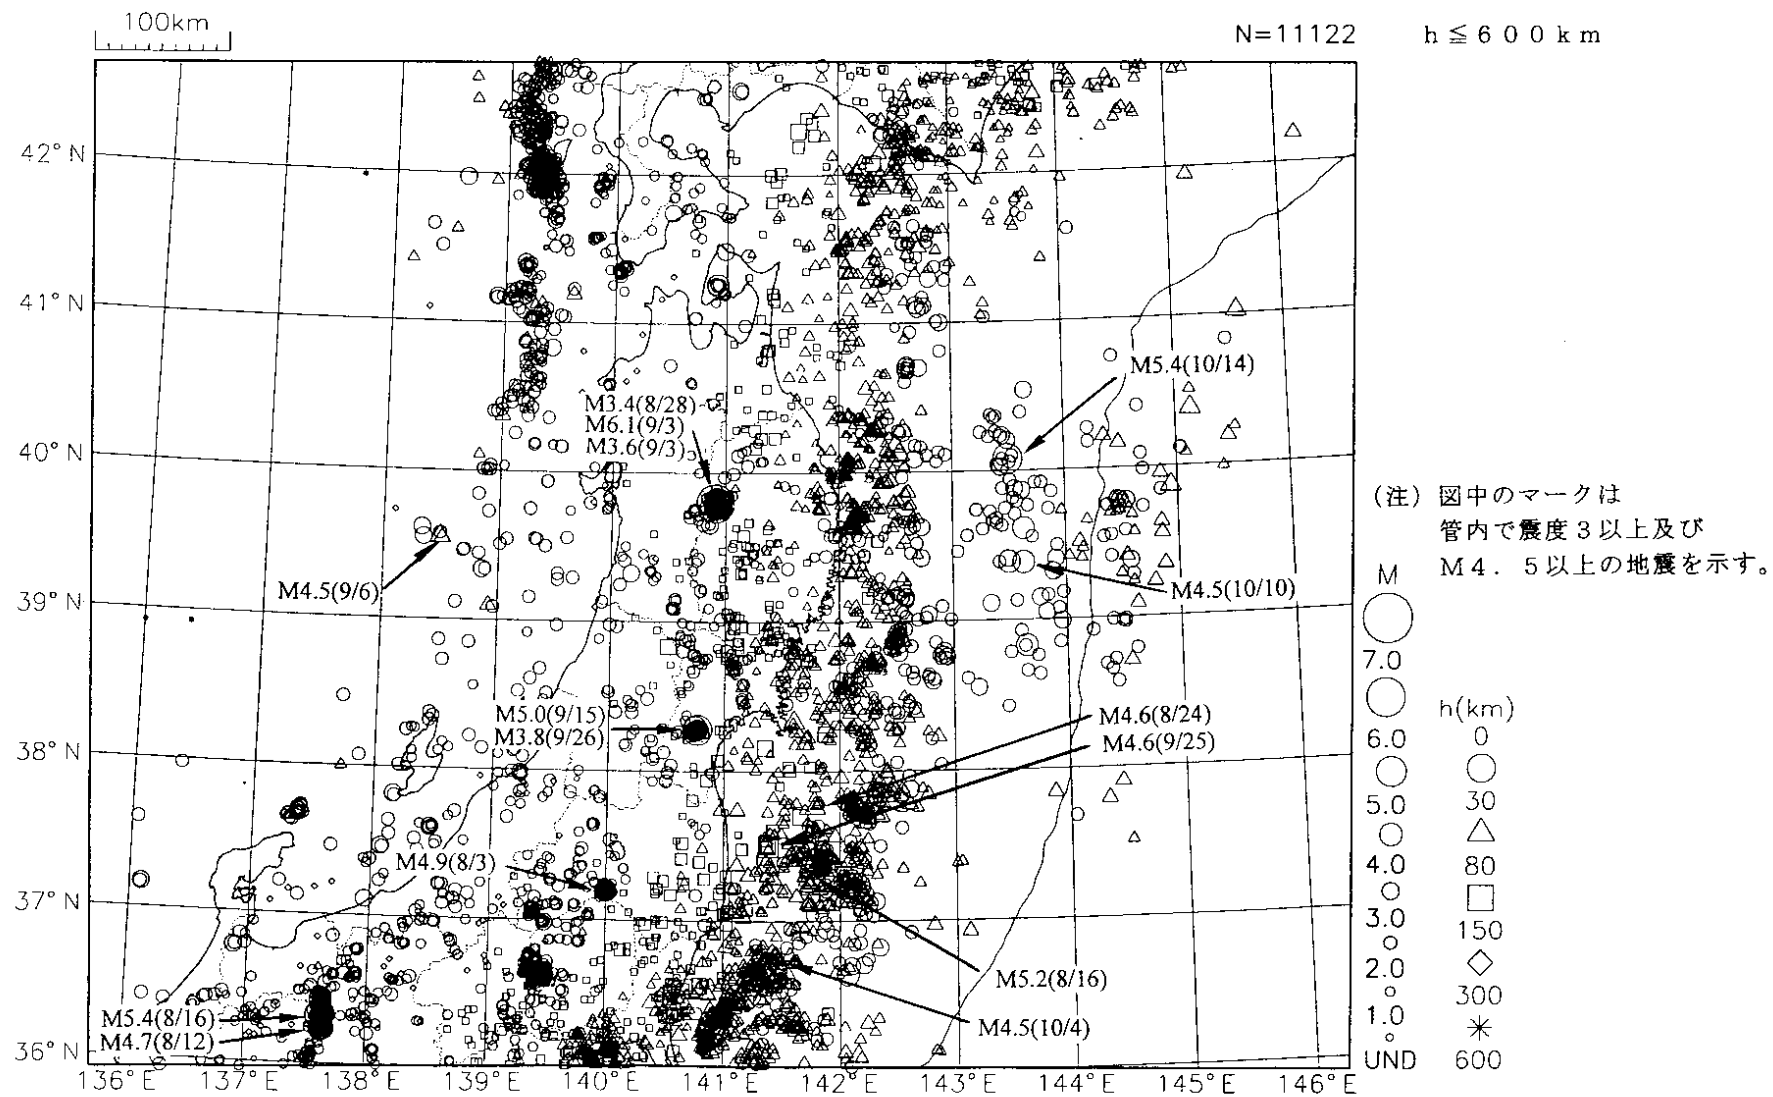 100km
N=11122
h≦600km
42°N
41°N
M5.4(10/14)
M3.4(8/28)
M6.1(9/3)
M3.6(9/3)
40°N
(注) 図中のマークは
管内で震度3以上及び
M4.5以上の地震を示す。
M4.5(9/6)
M4.5(10/10)
39°N
M
7.0
6.0
5.0
4.0
3.0
2.0
1.0
UND
h(km)
0
30
80
150
300
600
M5.0(9/15)
M3.8(9/26)
M4.6(8/24)
M4.6(9/25)
38°N
M4.9(8/3)
37°N
M5.2(8/16)
M5.4(8/16)
M4.7(8/12)
M4.5(10/4)
36°N
136°E 137°E 138°E 139°E 140°E 141°E 142°E 143°E 144°E 145°E 146°E